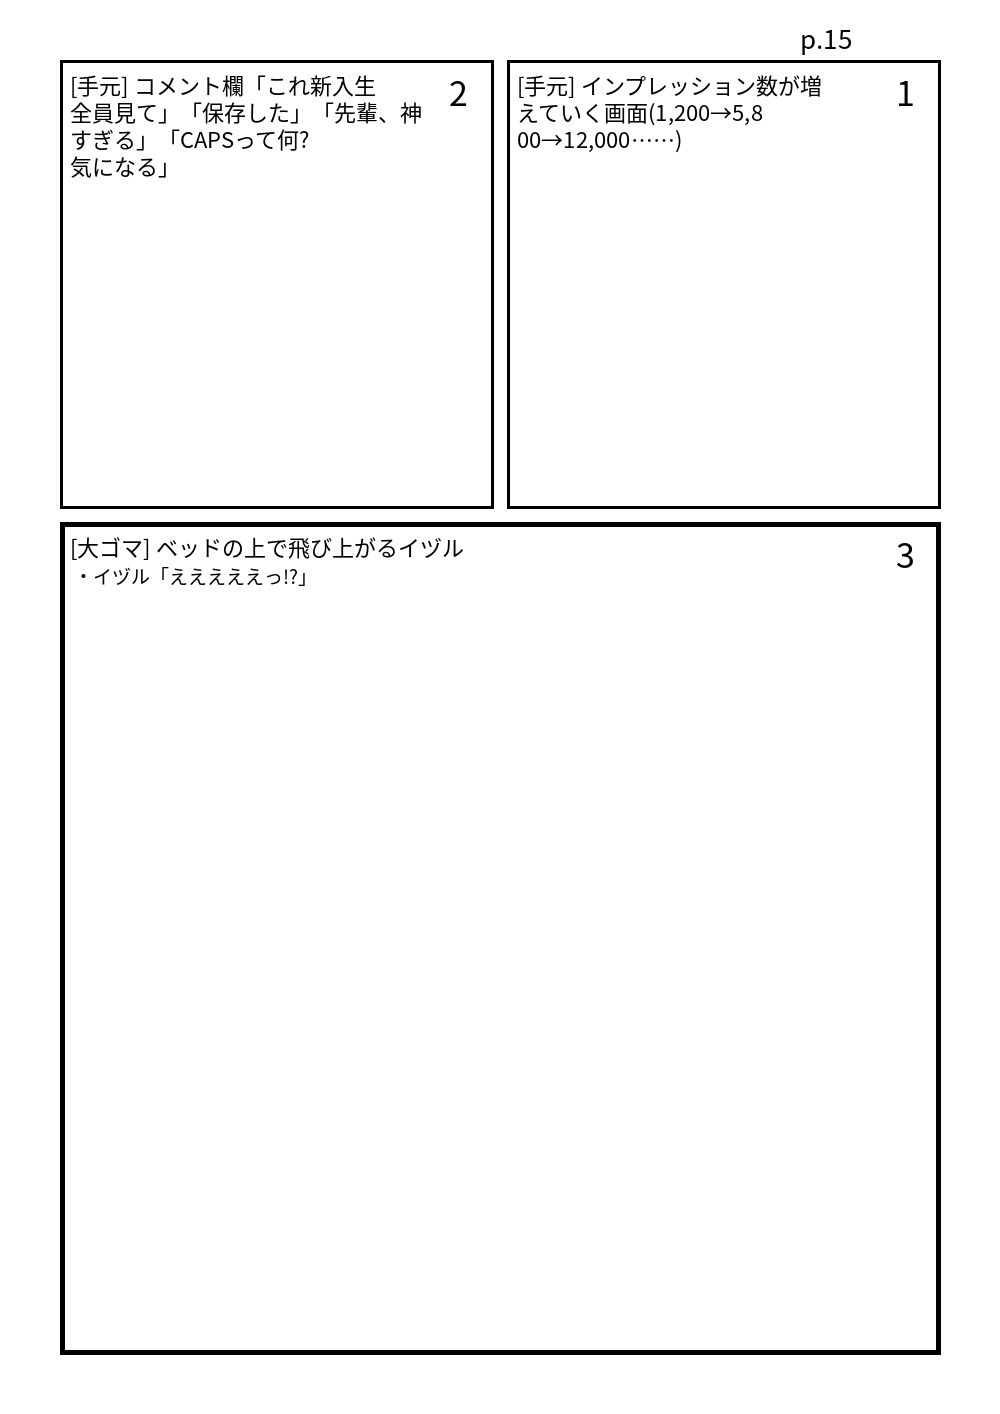 p.15
1
[手元] インプレッション数が増
えていく画面(1,200→5,8
00→12,000……)
2
[手元] コメント欄「これ新入生
全員見て」「保存した」「先輩、神
すぎる」「CAPSって何?
気になる」
3
[大ゴマ] ベッドの上で飛び上がるイヅル
・イヅル「えええええっ!?」